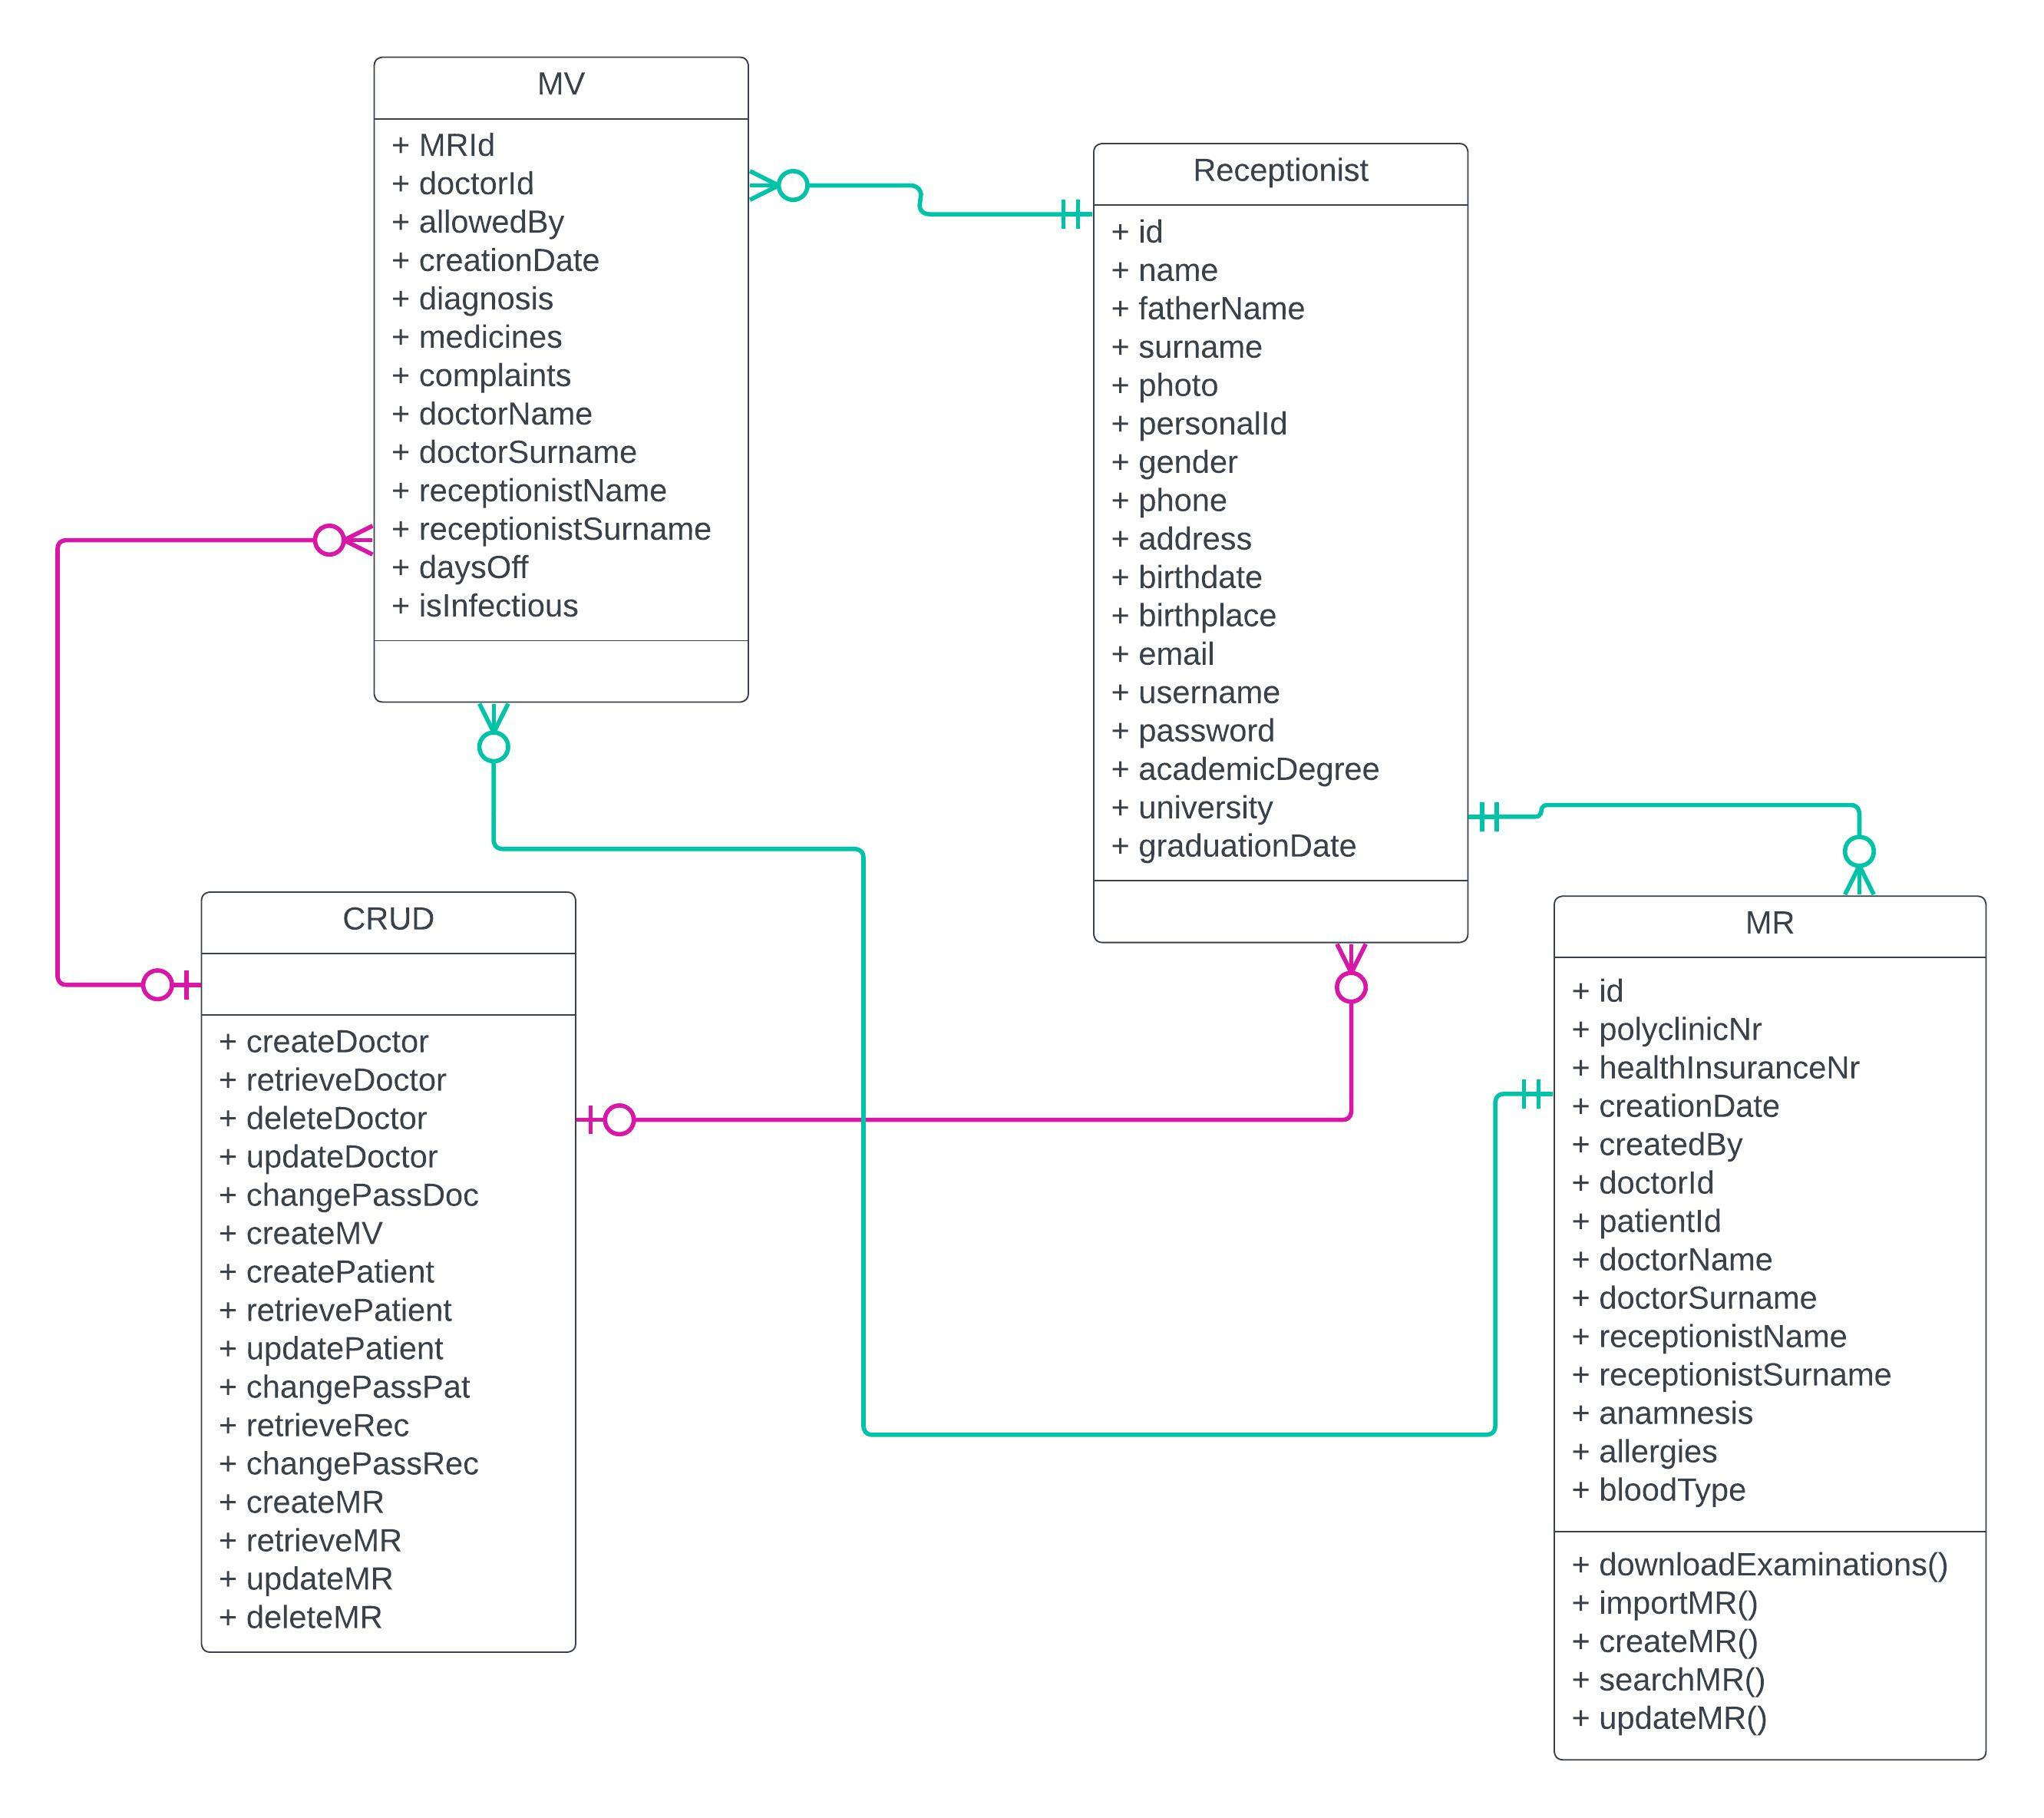 MV
+ MRId
+ doctorId
+ allowedBy
+ creationDate
+ diagnosis
+ medicines
+ complaints
+ doctorName
+ doctorSurname
+ receptionistName
+ receptionistSurname
+ daysOff
+ isInfectious
Receptionist
+ id
+ name
+ fatherName
+ surname
+ photo
+ personalId
+ gender
+ phone
+ address
+ birthdate
+ birthplace
+ email
+ username
+ password
+ academicDegree
+ university
+ graduationDate
CRUD
+ createDoctor
+ retrieveDoctor
+ deleteDoctor
+ updateDoctor
+ changePassDoc
+ createMV
+ createPatient
+ retrievePatient
+ updatePatient
+ changePassPat
+ retrieveRec
+ changePassRec
+ createMR
+ retrieveMR
+ updateMR
+ deleteMR
MR
+ id
+ polyclinicNr
+ healthInsuranceNr
+ creationDate
+ createdBy
+ doctorId
+ patientId
+ doctorName
+ doctorSurname
+ receptionistName
+ receptionistSurname
+ anamnesis
+ allergies
+ bloodType
+ downloadExaminations()
+ importMR()
+ createMR()
+ searchMR()
+ updateMR()